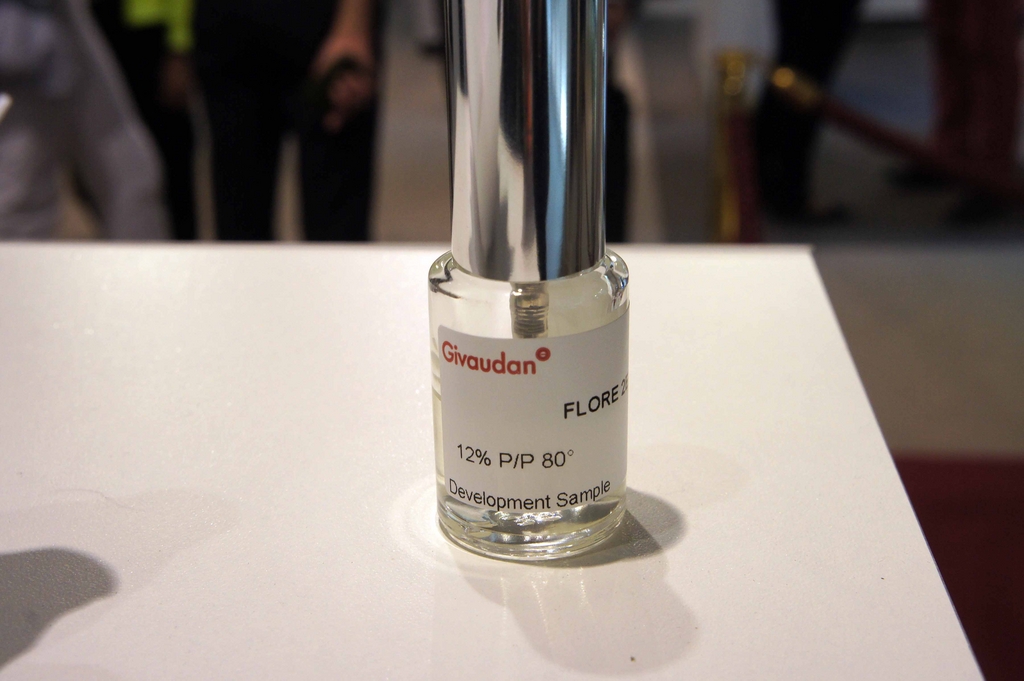 Givaudan
FLORE
12% P/P 80°
Development Sample